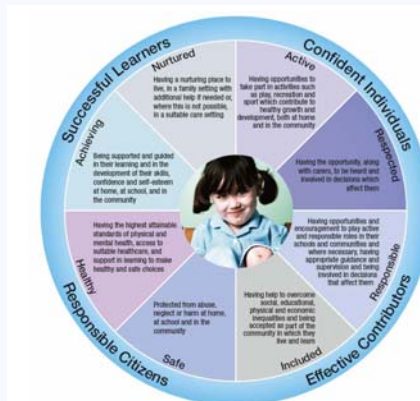 Successful Learners
Confident Individuals
Nurtured
Having a nurturing place to
live, in a family setting with
additional help if needed or,
where this is not possible,
in a suitable care setting
Active
Having opportunities to
take part in activities such
as play, recreation and
sport which contribute to
healthy growth and
development, both at home
and in the community
Achieving
Being supported and guided
in their learning and in
the development of their skills,
confidence and self-esteem
at home, at school, and in
the community
Respected
Having the opportunity, along
with carers, to be heard and
involved in decisions which
affect them
Healthy
Having the highest attainable
standards of physical and
mental health, access to
suitable healthcare, and
support in learning to make
healthy and safe choices
Responsible
Having opportunities and
encouragement to play active
and responsible roles in their
schools and communities and
where necessary, having
appropriate guidance and
supervision and being
involved in decisions
that affect them
Safe
Protected from abuse,
neglect or harm at home,
at school and in the
community
Included
Having help to overcome
social, educational,
physical and economic
inequalities and being
accepted as part of the
community in which they
live and learn
Responsible Citizens
Effective Contributors